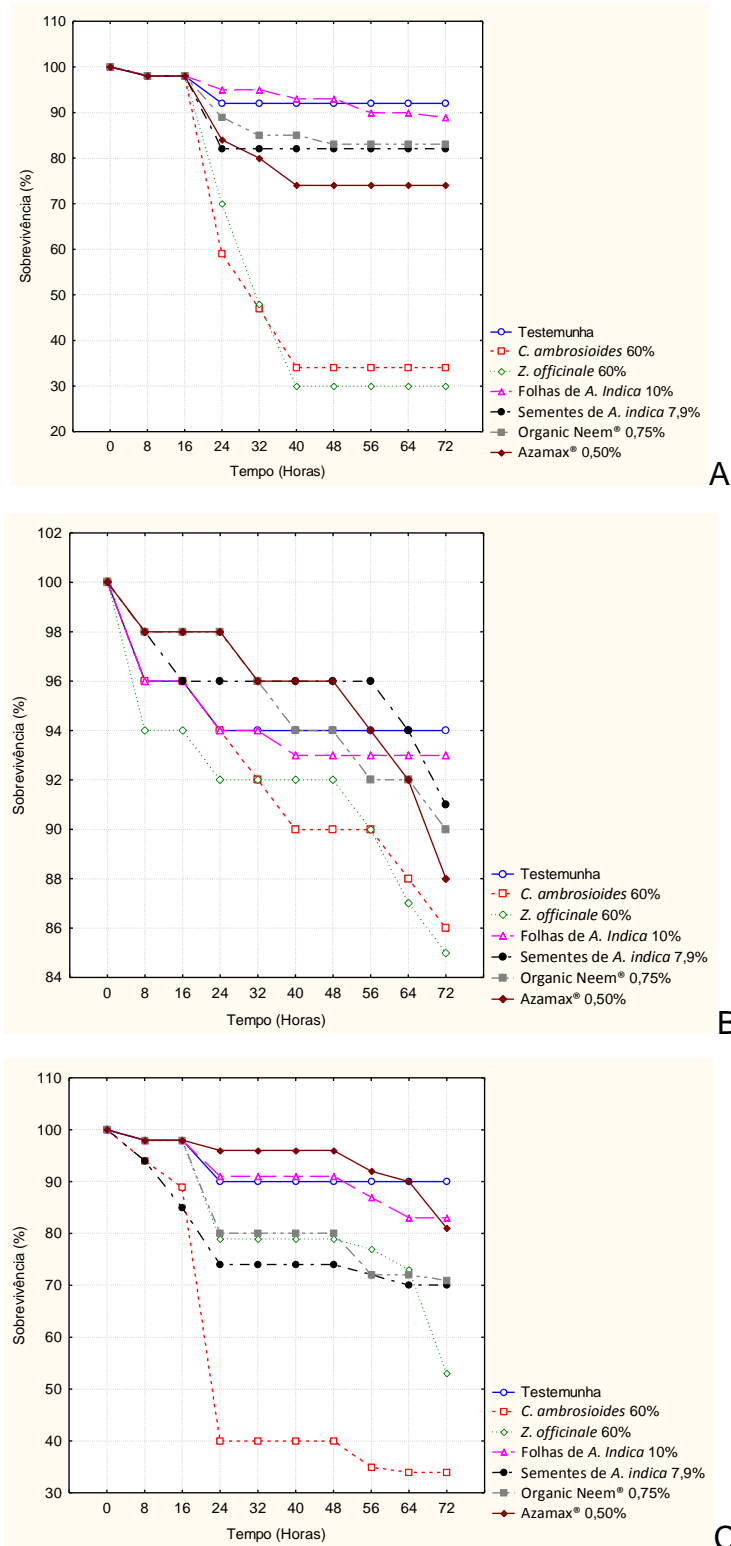 110
100
90
80
70
60
50
40
30
20
Sobrevivência (%)
0 8 16 24 32 40 48 56 64 72
Tempo (Horas)
Testemunha
C. ambrosioides 60%
Z. officinale 60%
Folhas de A. Indica 10%
Sementes de A. indica 7,9%
Organic Neem® 0,75%
Azamax® 0,50%
A
102
100
98
96
94
92
90
88
86
84
Sobrevivência (%)
0 8 16 24 32 40 48 56 64 72
Tempo (Horas)
Testemunha
C. ambrosioides 60%
Z. officinale 60%
Folhas de A. Indica 10%
Sementes de A. indica 7,9%
Organic Neem® 0,75%
Azamax® 0,50%
B
110
100
90
80
70
60
50
40
30
Sobrevivência (%)
0 8 16 24 32 40 48 56 64 72
Tempo (Horas)
Testemunha
C. ambrosioides 60%
Z. officinale 60%
Folhas de A. Indica 10%
Sementes de A. indica 7,9%
Organic Neem® 0,75%
Azamax® 0,50%
C